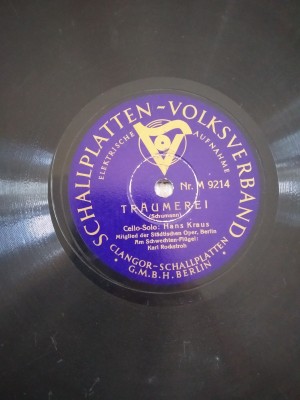 SCHALLPLATTEN-VOLKSVERBAND
ELEKTRISCHE AUFNAHME
Nr. M 9214
TRÄUMEREI
(Schumann)
Cello-Solo: Hans Kraus
Mitglied der Städtischen Oper, Berlin
Am Schwechten-Flügel:
Karl Rockstroh
CLANGOR-SCHALLPLATTEN
G.M.B.H. BERLIN